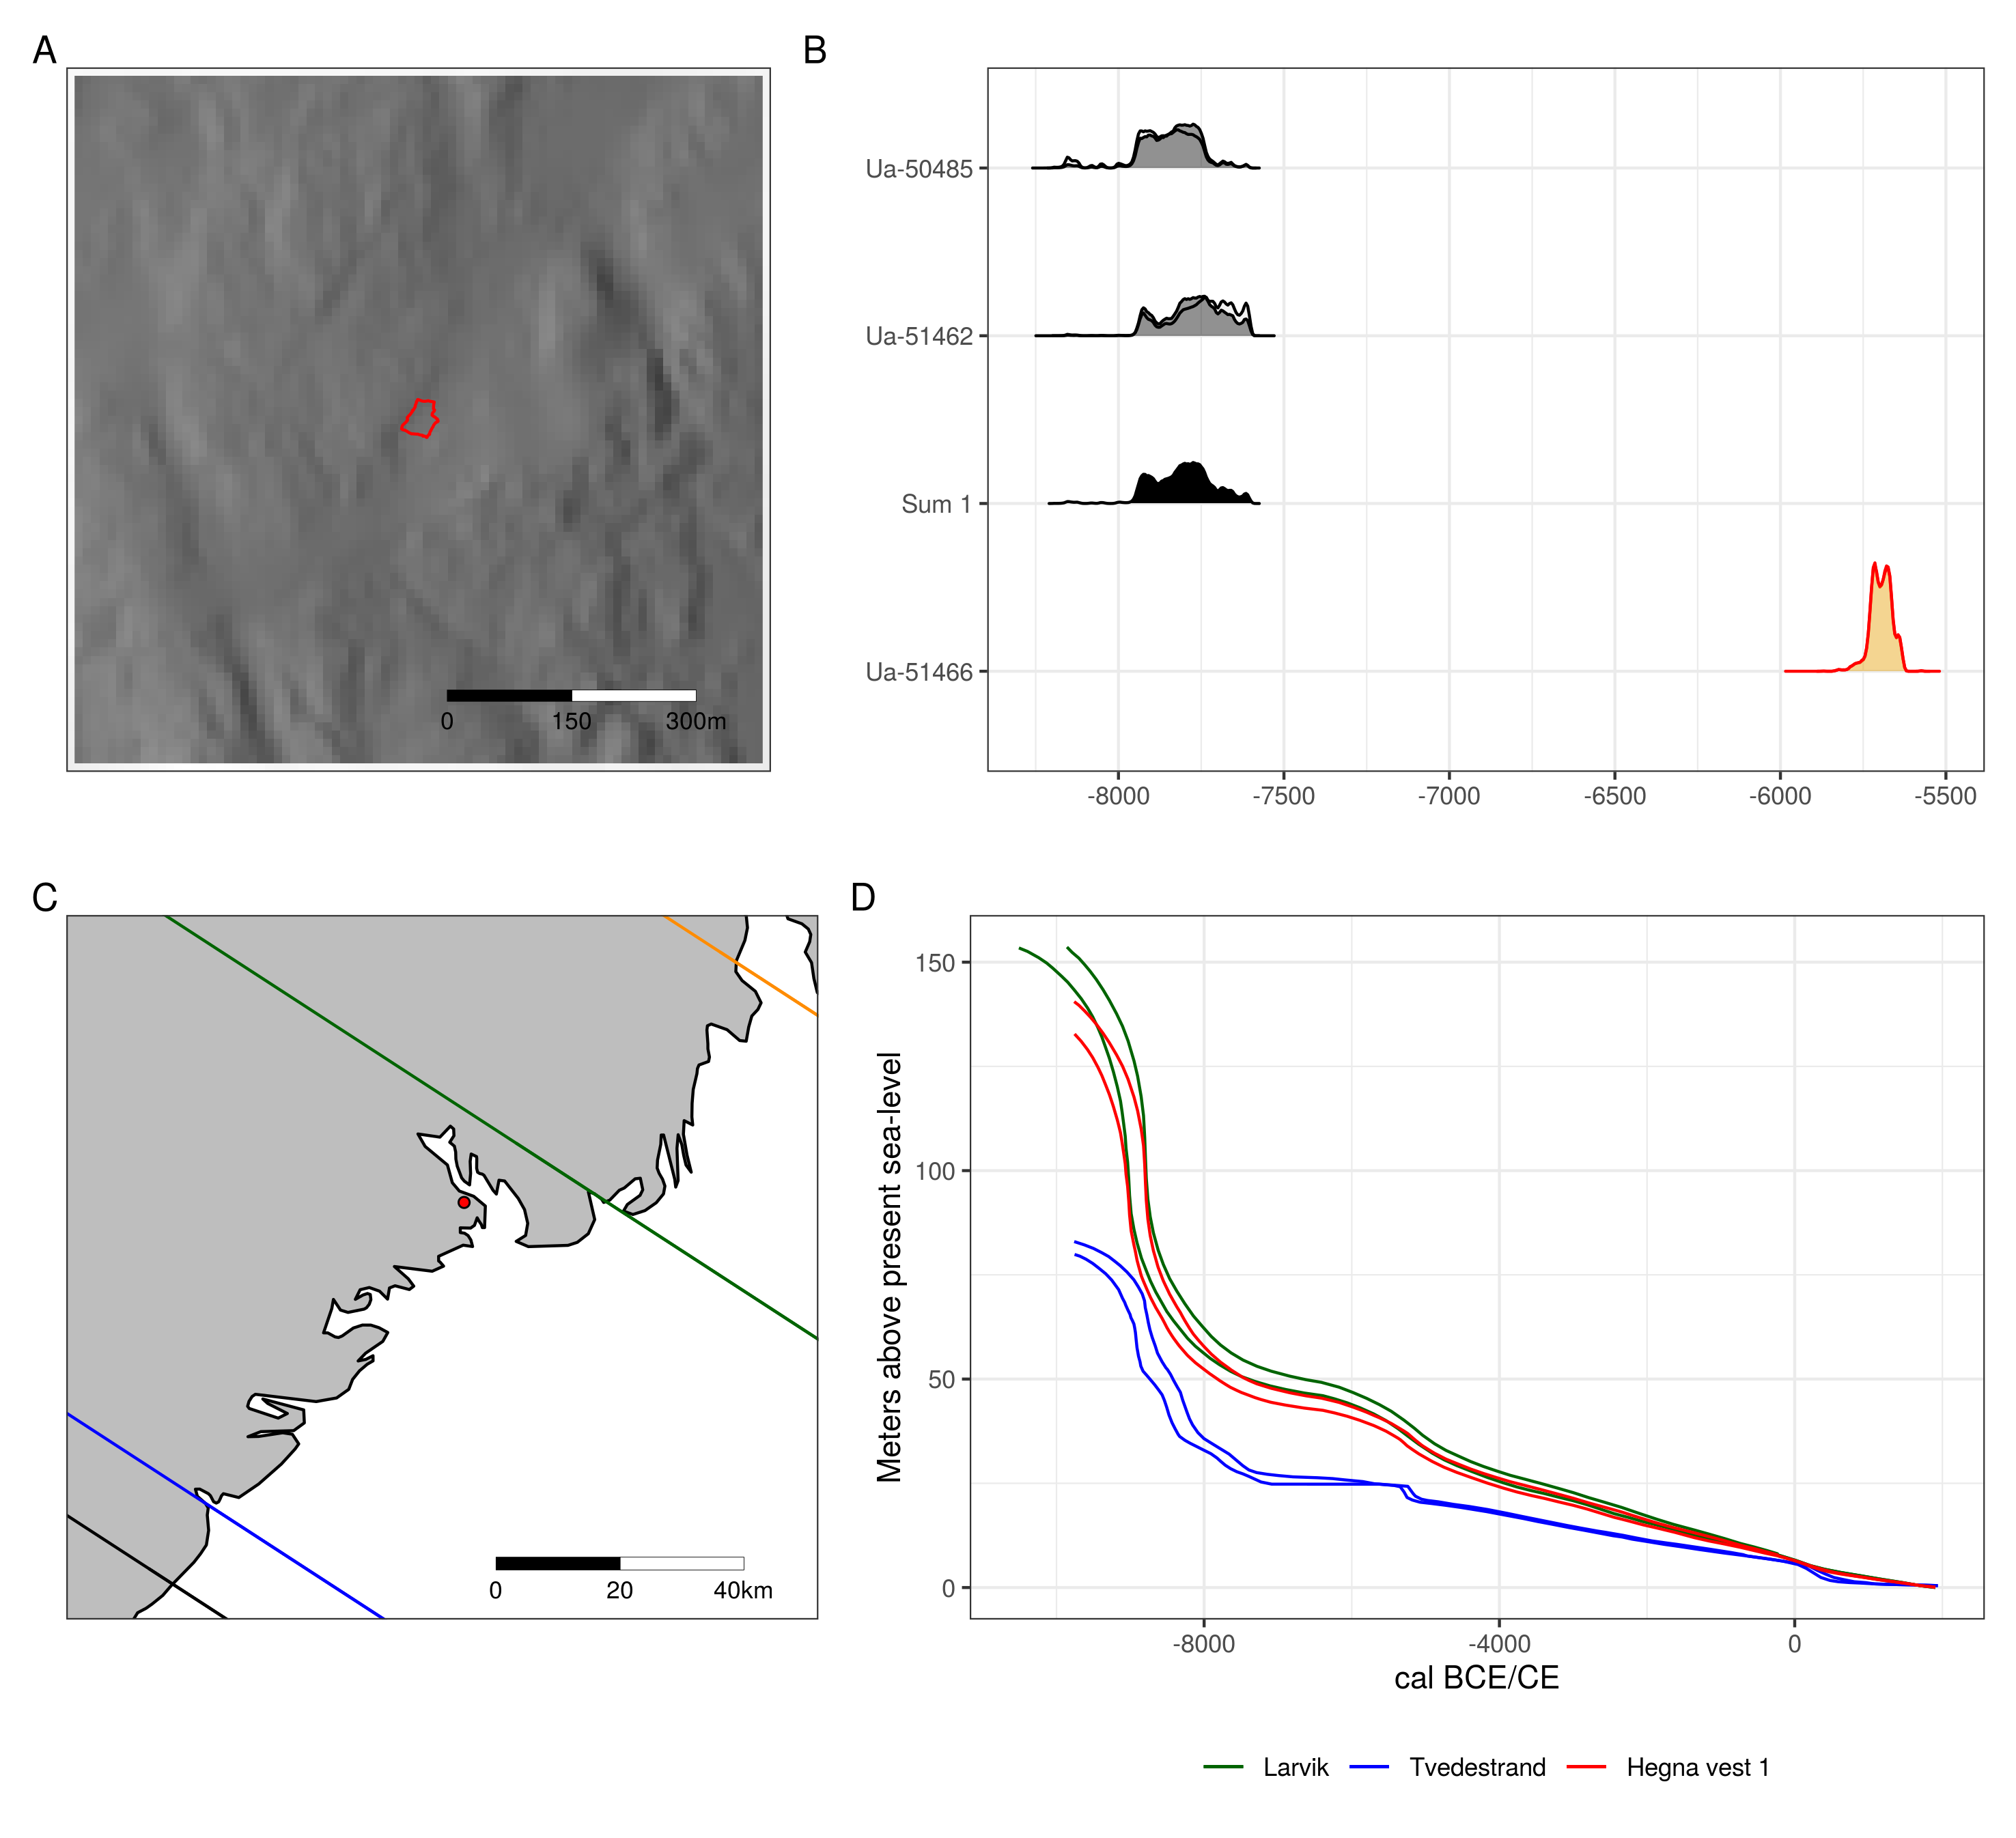 A
B
Ua-50485
Ua-51462
Sum 1
Ua-51466
0 150 300m
-8000 -7500 -7000 -6500 -6000 -5500
C
D
150
100
50
0
Meters above present sea-level
0 20 40km
-8000 -4000 0
cal BCE/CE
Larvik Tvedestrand Hegna vest 1